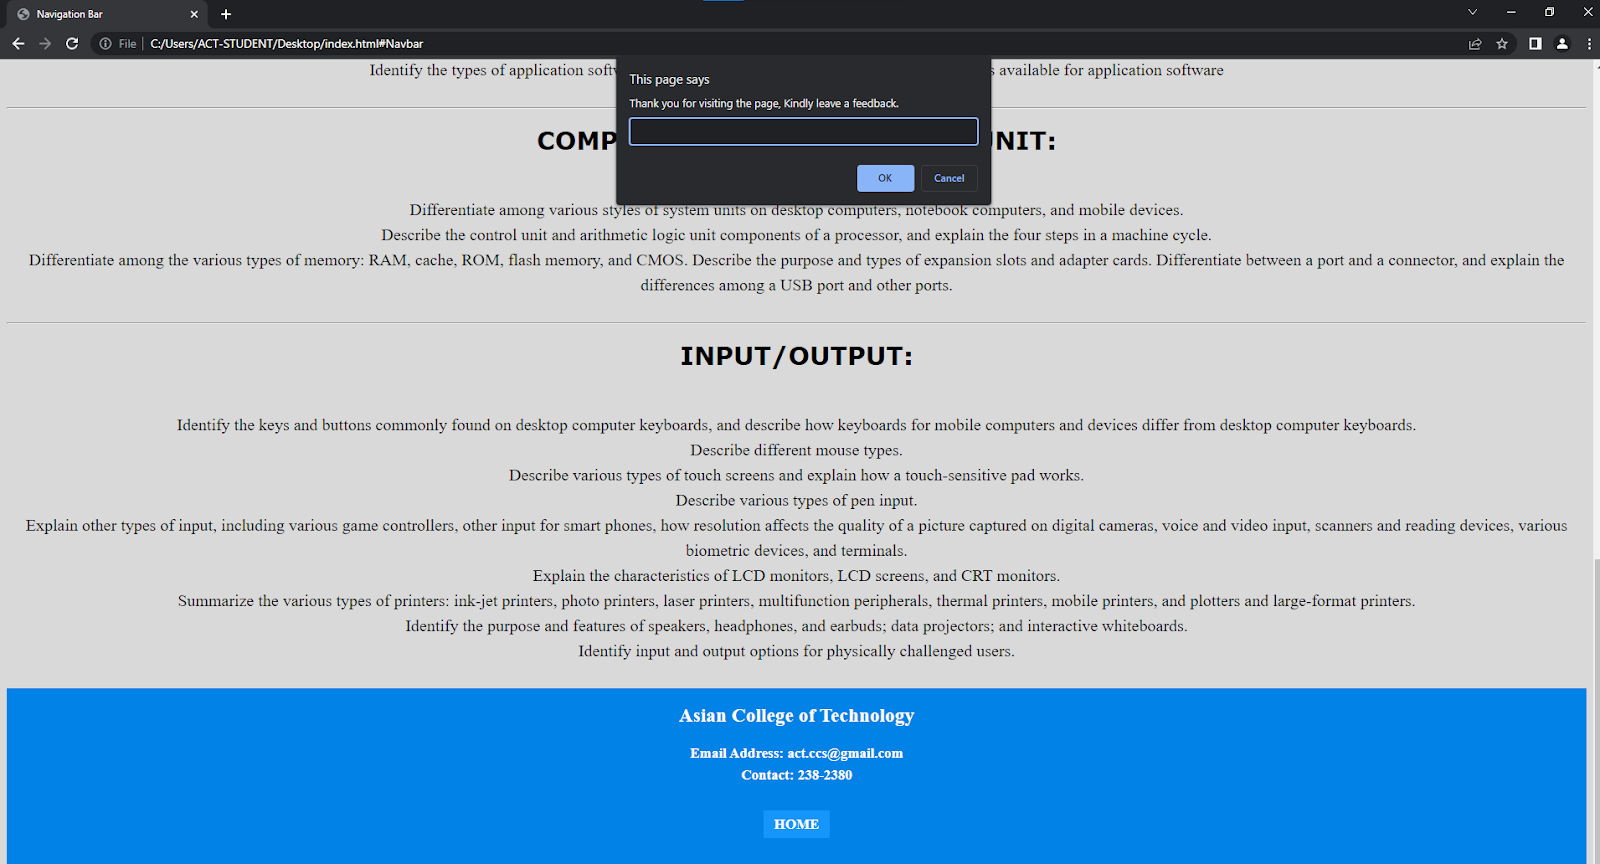 Navigation Bar
File
C:/Users/ACT-STUDENT/Desktop/index.html#Navbar
This page says
Thank you for visiting the page, Kindly leave a feedback.
OK
Cancel
Identify the types of application available for application software
Differentiate among various styles of system units on desktop computers, notebook computers, and mobile devices.
Describe the control unit and arithmetic logic unit components of a processor, and explain the four steps in a machine cycle.
Differentiate among the various types of memory: RAM, cache, ROM, flash memory, and CMOS. Describe the purpose and types of expansion slots and adapter cards. Differentiate between a port and a connector, and explain the
differences among a USB port and other ports.
INPUT/OUTPUT:
Identify the keys and buttons commonly found on desktop computer keyboards, and describe how keyboards for mobile computers and devices differ from desktop computer keyboards.
Describe different mouse types.
Describe various types of touch screens and explain how a touch-sensitive pad works.
Describe various types of pen input.
Explain other types of input, including various game controllers, other input for smart phones, how resolution affects the quality of a picture captured on digital cameras, voice and video input, scanners and reading devices, various
biometric devices, and terminals.
Explain the characteristics of LCD monitors, LCD screens, and CRT monitors.
Summarize the various types of printers: ink-jet printers, photo printers, laser printers, multifunction peripherals, thermal printers, mobile printers, and plotters and large-format printers.
Identify the purpose and features of speakers, headphones, and earbuds; data projectors; and interactive whiteboards.
Identify input and output options for physically challenged users.
Asian College of Technology
Email Address: act.ccs@gmail.com
Contact: 238-2380
HOME